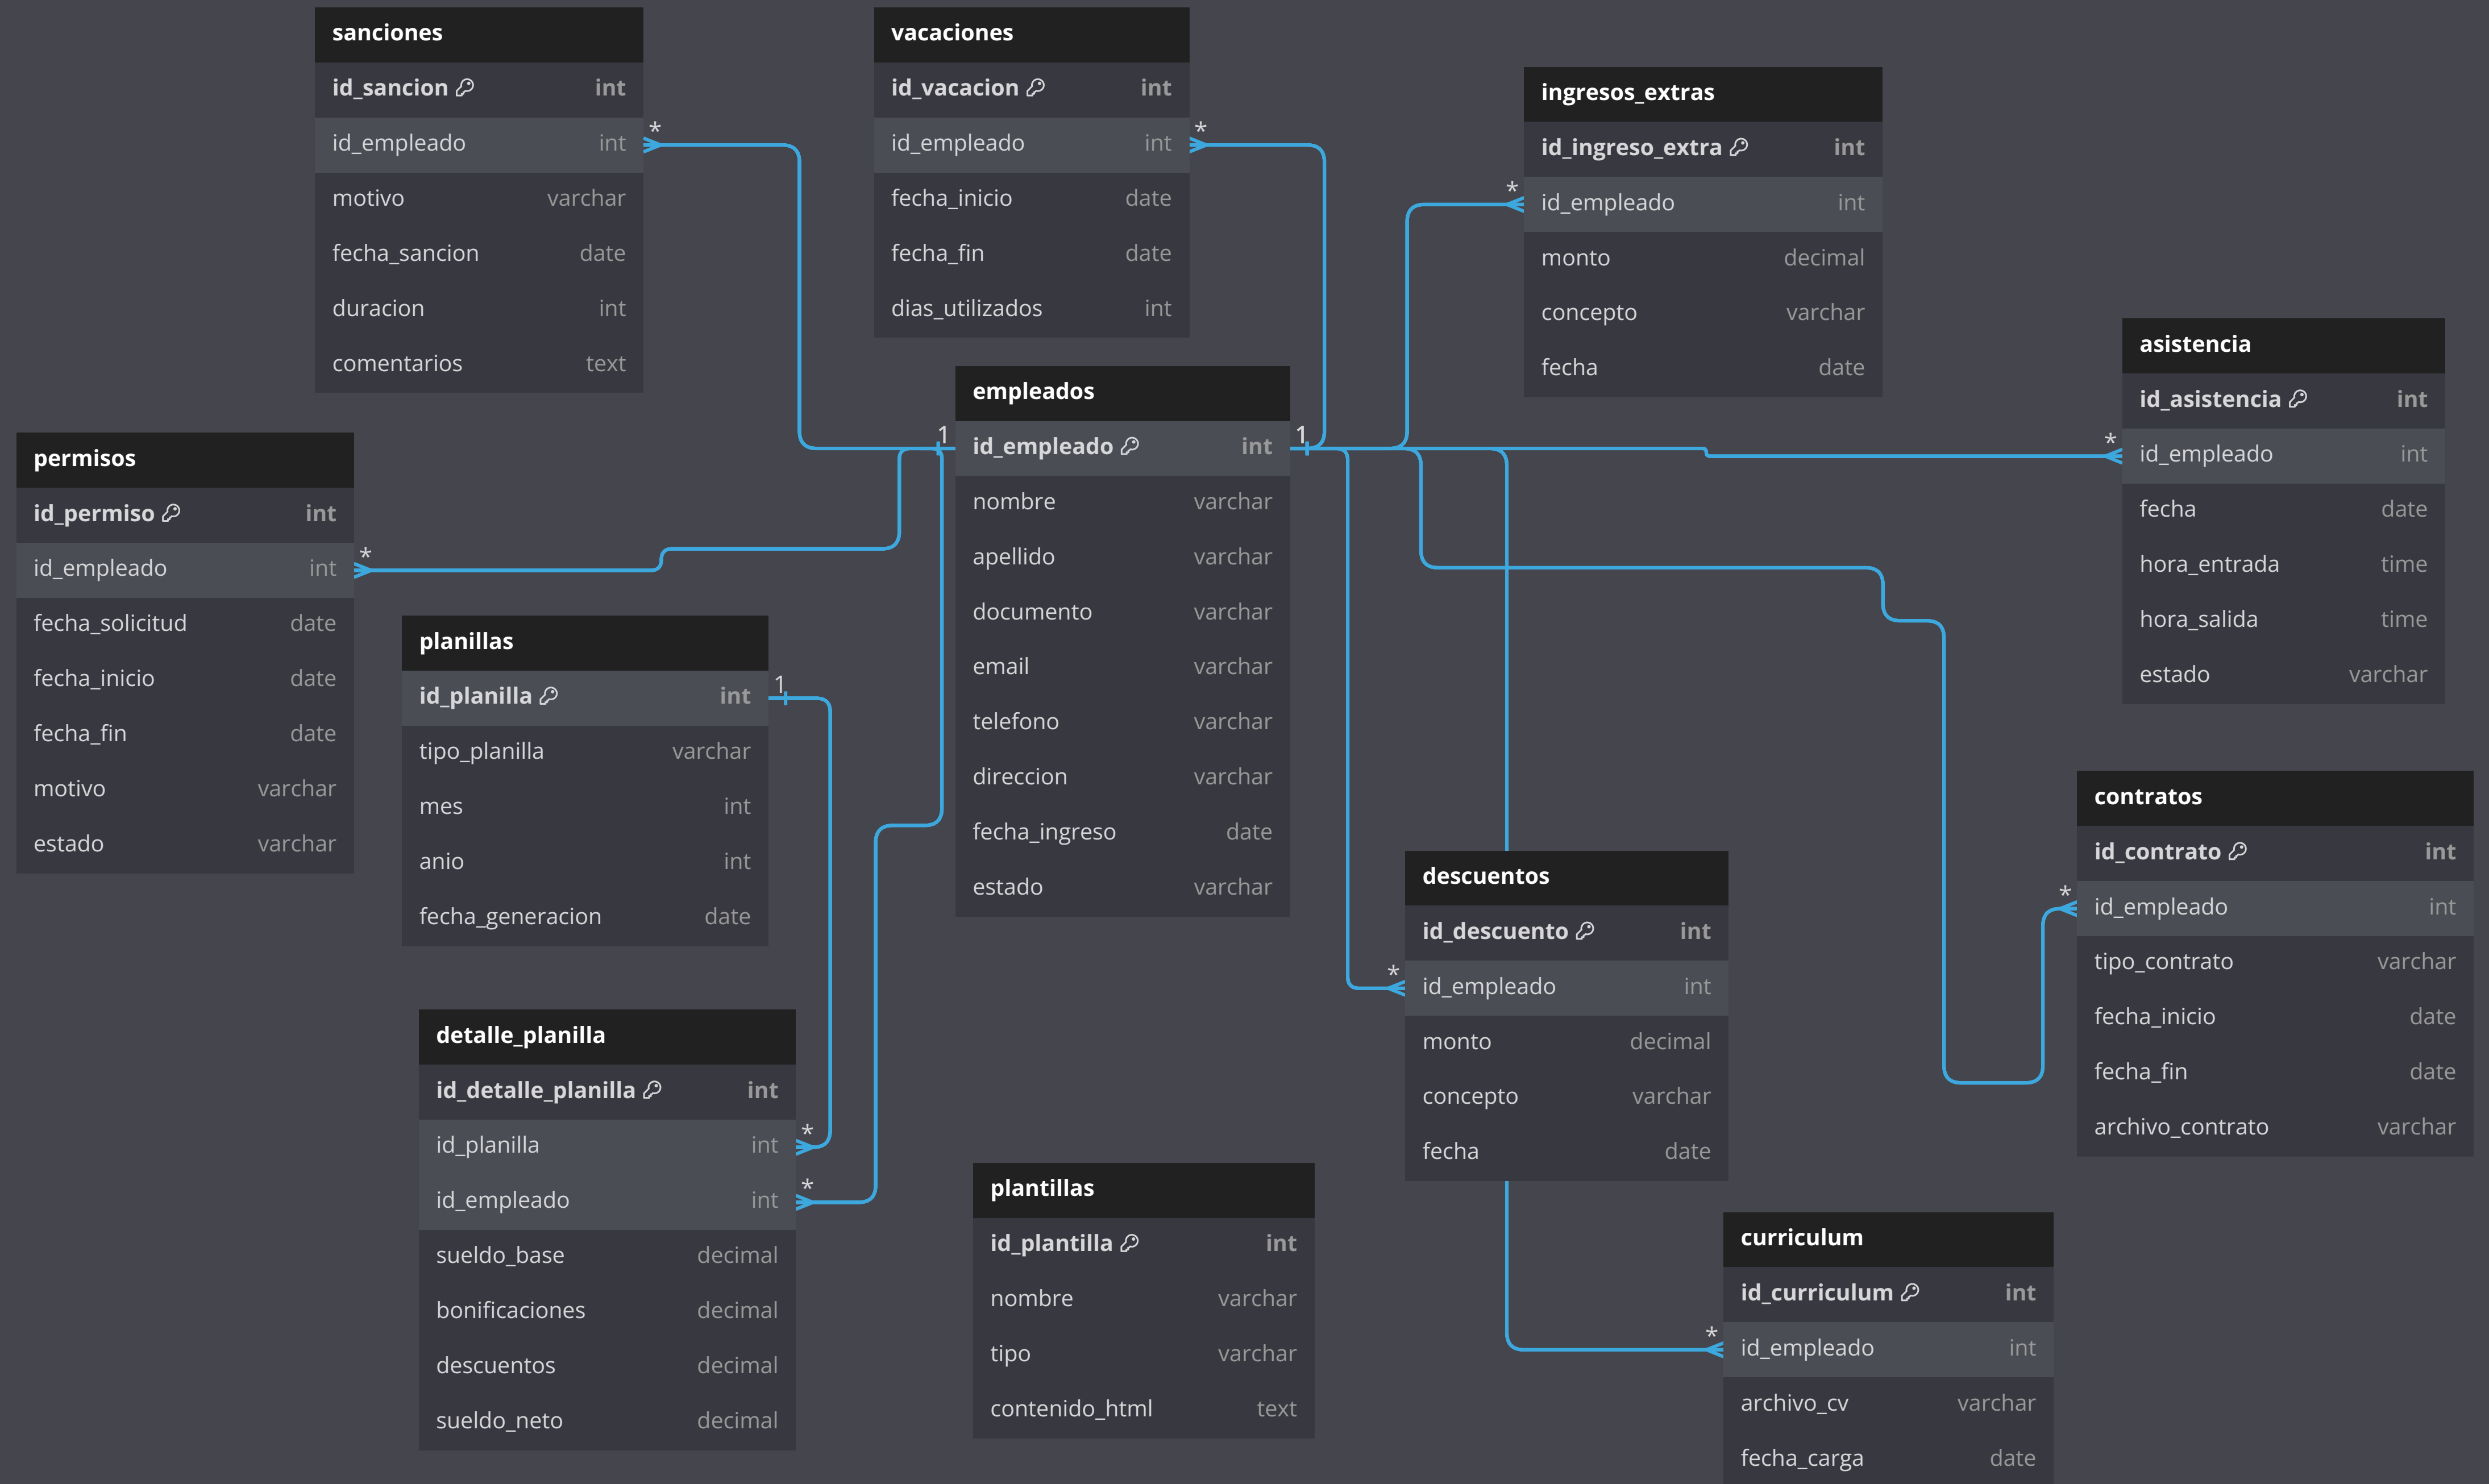 sanciones
id_sancion int
* 
id_empleado int
motivo varchar
fecha_sancion date
duracion int
comentarios text
vacaciones
id_vacacion int
*
id_empleado int
fecha_inicio date
fecha_fin date
dias_utilizados int
ingresos_extras
id_ingreso_extra int
*
id_empleado int
monto decimal
concepto varchar
fecha date
asistencia
id_asistencia int
*
id_empleado int
fecha date
hora_entrada time
hora_salida time
estado varchar
empleados
1
1
id_empleado int
nombre varchar
apellido varchar
documento varchar
email varchar
telefono varchar
direccion varchar
fecha_ingreso date
estado varchar
permisos
id_permiso int
*
id_empleado int
fecha_solicitud date
fecha_inicio date
fecha_fin date
motivo varchar
estado varchar
planillas
1
id_planilla int
tipo_planilla varchar
mes int
anio int
fecha_generacion date
contratos
id_contrato int
*
id_empleado int
tipo_contrato varchar
fecha_inicio date
fecha_fin date
archivo_contrato varchar
descuentos
id_descuento int
*
id_empleado int
monto decimal
concepto varchar
fecha date
detalle_planilla
id_detalle_planilla int
*
id_planilla int
*
id_empleado int
sueldo_base decimal
bonificaciones decimal
descuentos decimal
sueldo_neto decimal
plantillas
id_plantilla int
nombre varchar
tipo varchar
contenido_html text
curriculum
id_curriculum int
*
id_empleado int
archivo_cv varchar
fecha_carga date